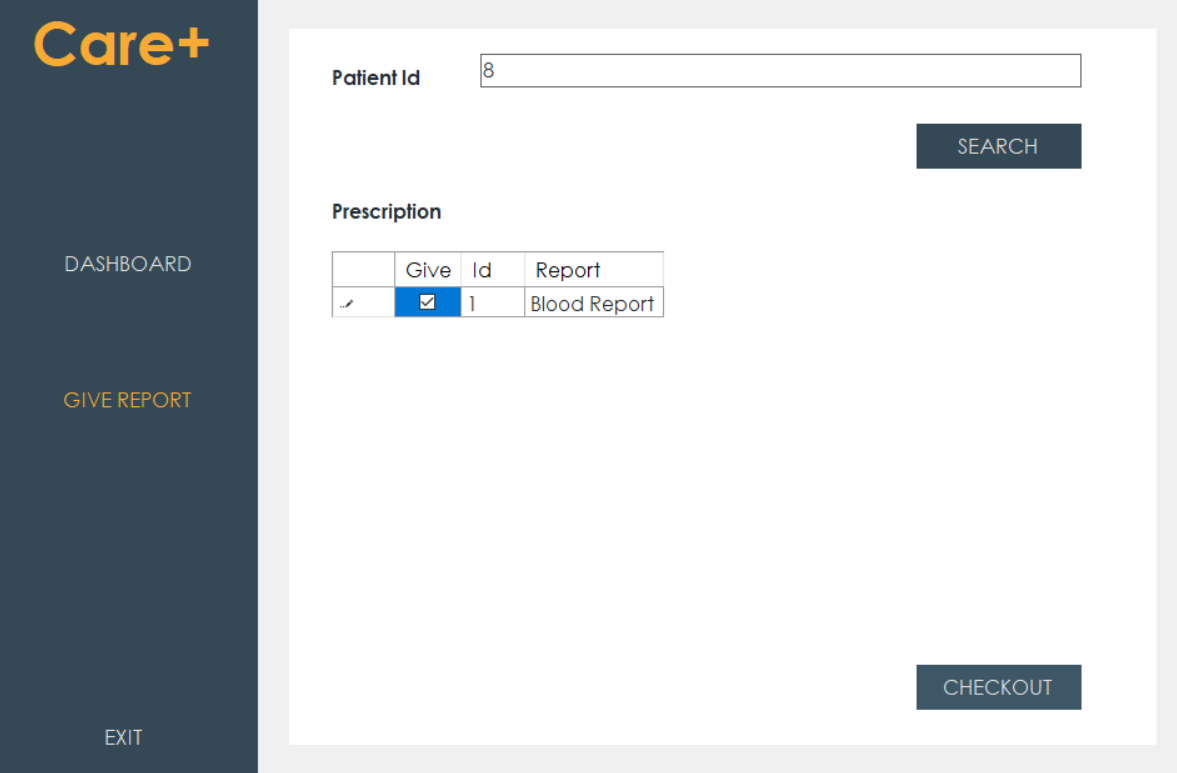 Care+
DASHBOARD
GIVE REPORT
EXIT
Patient Id
8
SEARCH
Prescription
Give Id Report
1 Blood Report
CHECKOUT